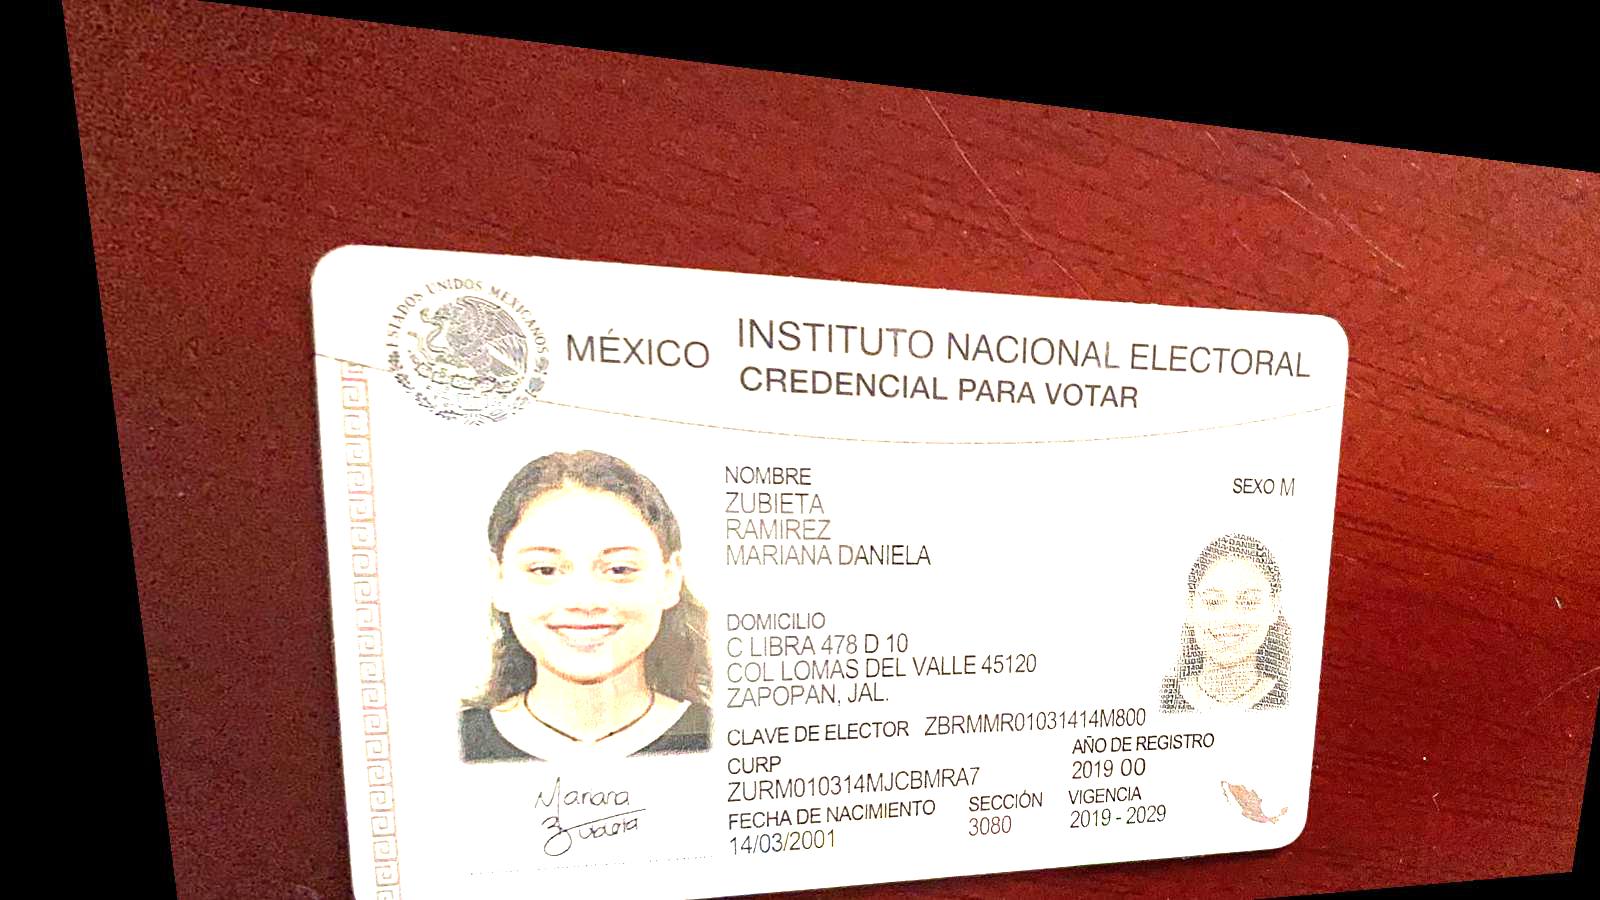 ESTADOS UNIDOS MEXICANOS
MÉXICO
INSTITUTO NACIONAL ELECTORAL
CREDENCIAL PARA VOTAR
NOMBRE
ZUBIETA
RAMIREZ
MARIANA DANIELA
SEXO M
DOMICILIO
C LIBRA 478 D 10
COL LOMAS DEL VALLE 45120
ZAPOPAN, JAL.
CLAVE DE ELECTOR ZBRMMR01031414M800
CURP
ZURM010314MJCBMRA7
AÑO DE REGISTRO
2019 00
FECHA DE NACIMIENTO
14/03/2001
SECCIÓN
3080
VIGENCIA
2019 - 2029
Mariana
Zubieta